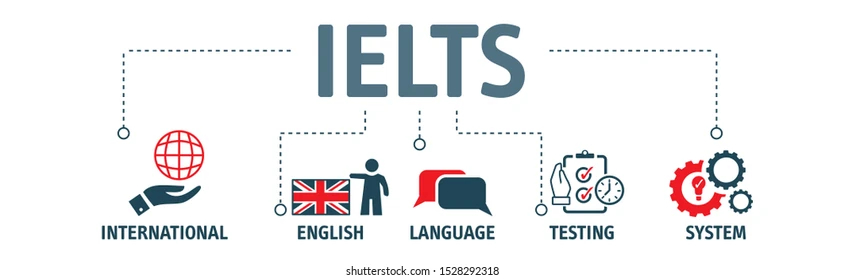 IELTS
INTERNATIONAL
ENGLISH
LANGUAGE
TESTING
SYSTEM
shutterstock.com · 1528292318